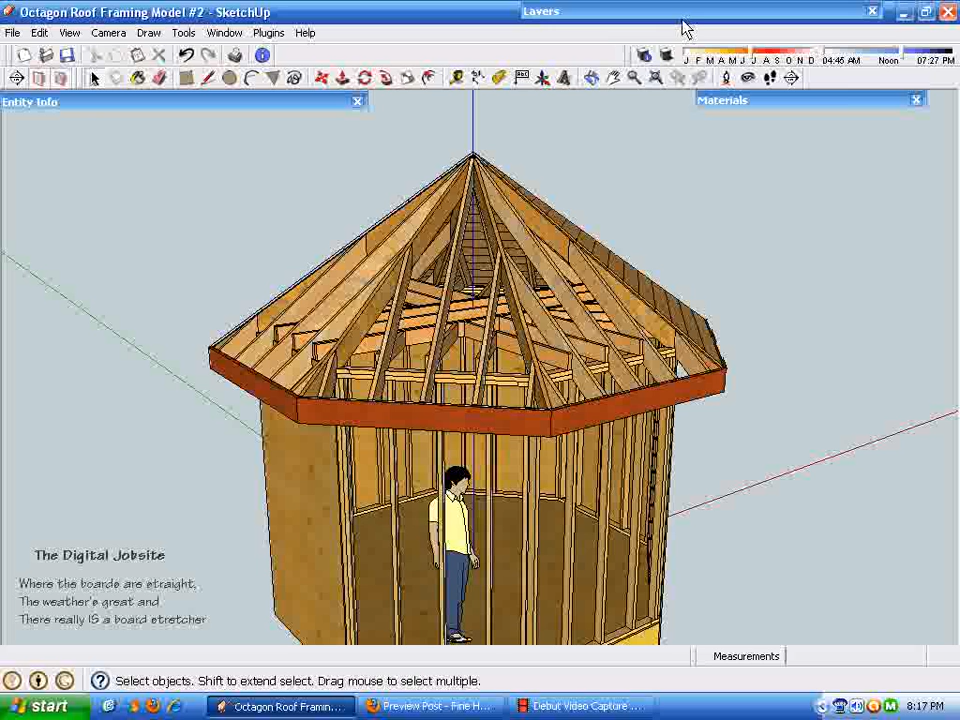 Octagon Roof Framing Model #2 - SketchUp
Layers
File Edit View Camera Draw Tools Window Plugins Help
J F M A M J J A S O N D 04:45 AM Noon 07:27 PM
Entity Info
Materials
The Digital Jobsite
Where the boards are straight,
The weather's great and
There really IS a board stretcher
Measurements
Select objects. Shift to extend select. Drag mouse to select multiple.
start
Octagon Roof Framin...
Preview Post - Fine H...
Debut Video Capture ...
8:17 PM